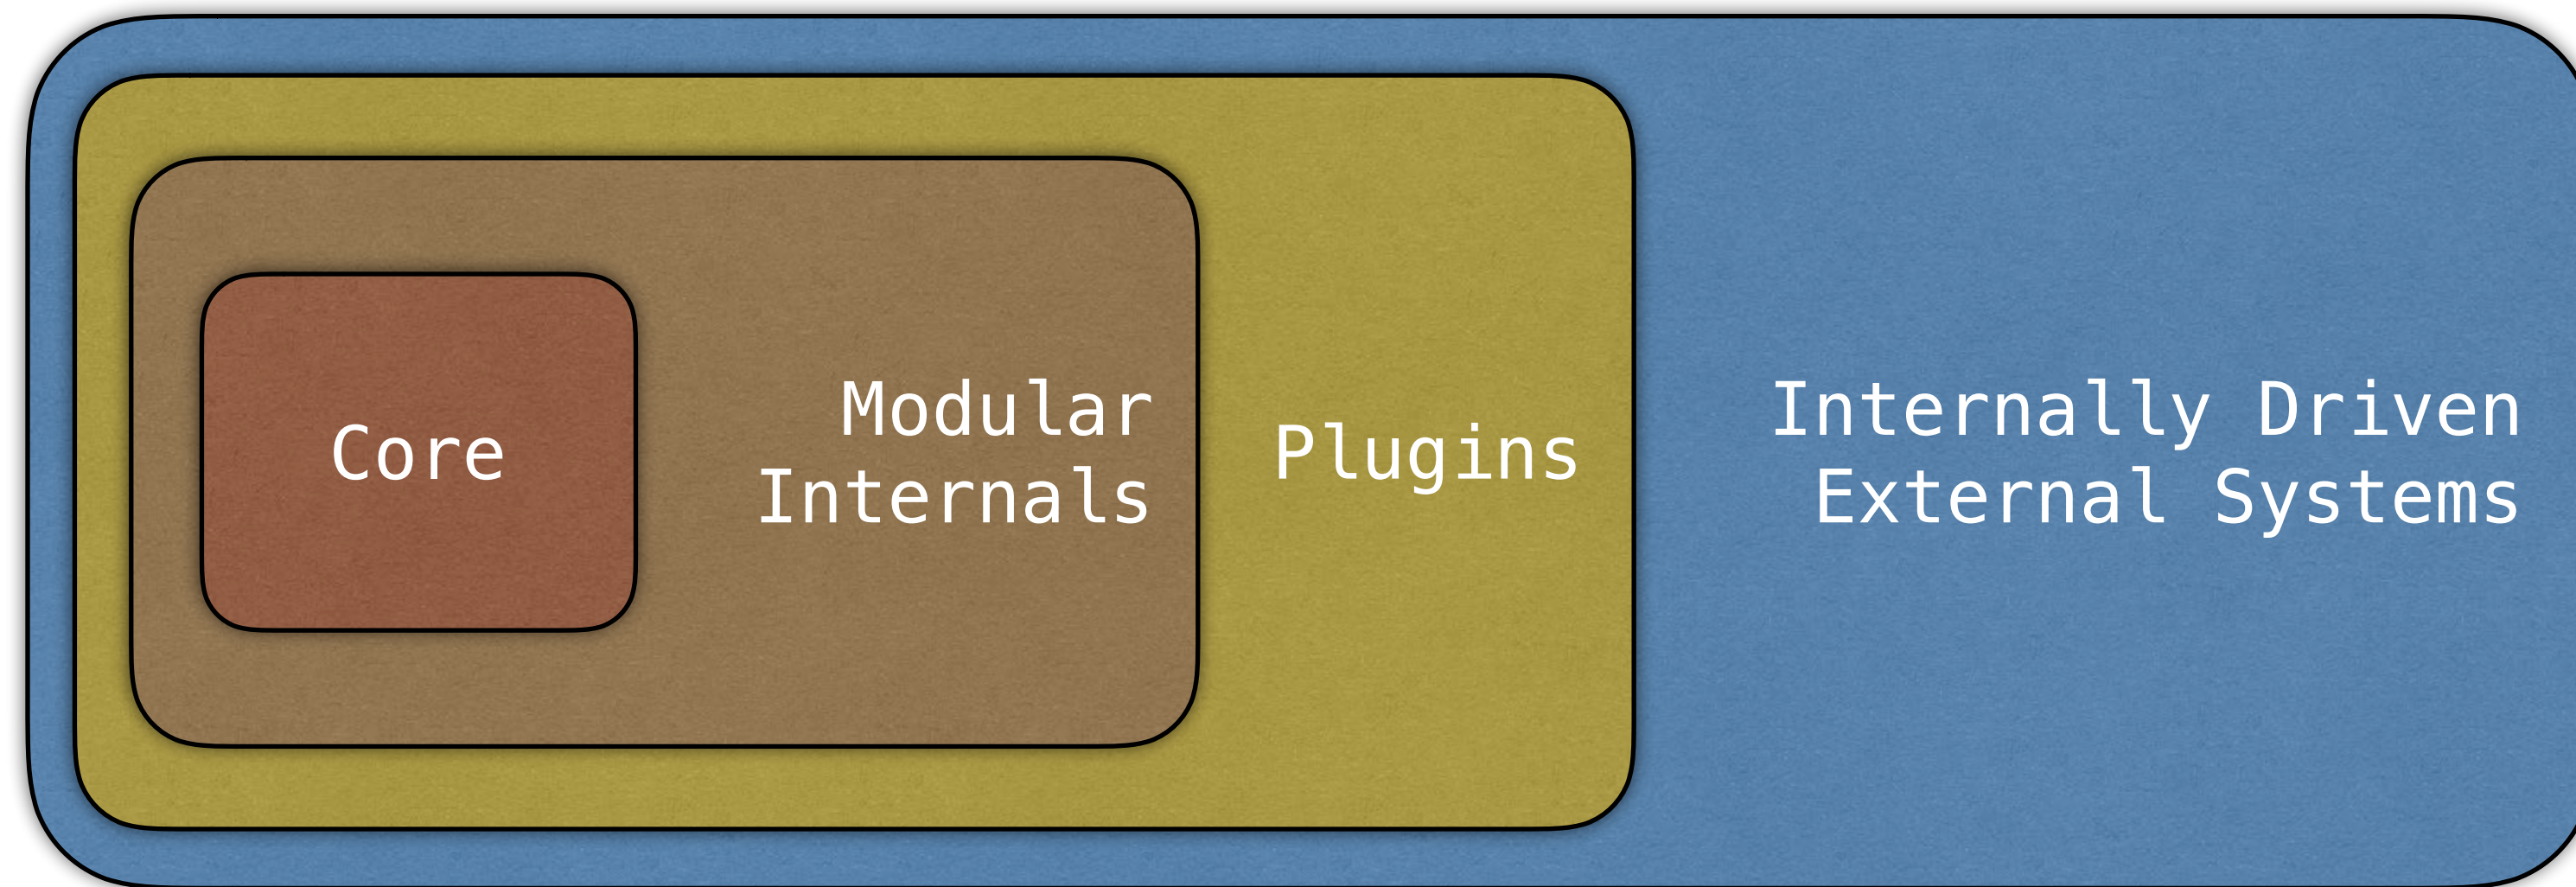 Core
Modular
Internals
Plugins
Internally Driven
External Systems